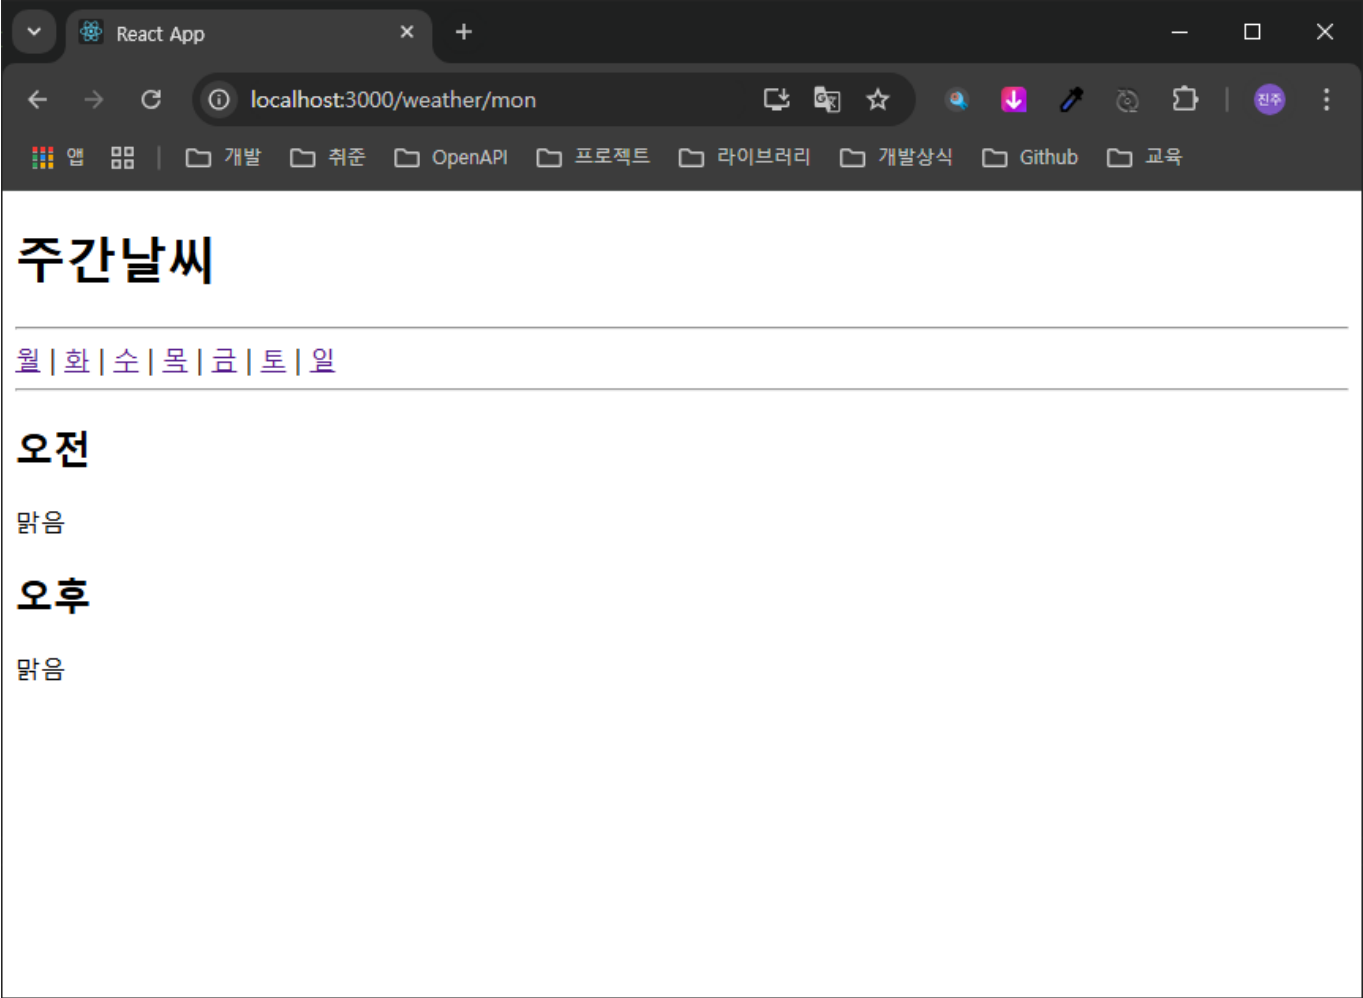 React App
localhost:3000/weather/mon
진주
앱 개발 취준 OpenAPI 프로젝트 라이브러리 개발상식 Github 교육
주간날씨
월 | 화 | 수 | 목 | 금 | 토 | 일
오전
맑음
오후
맑음